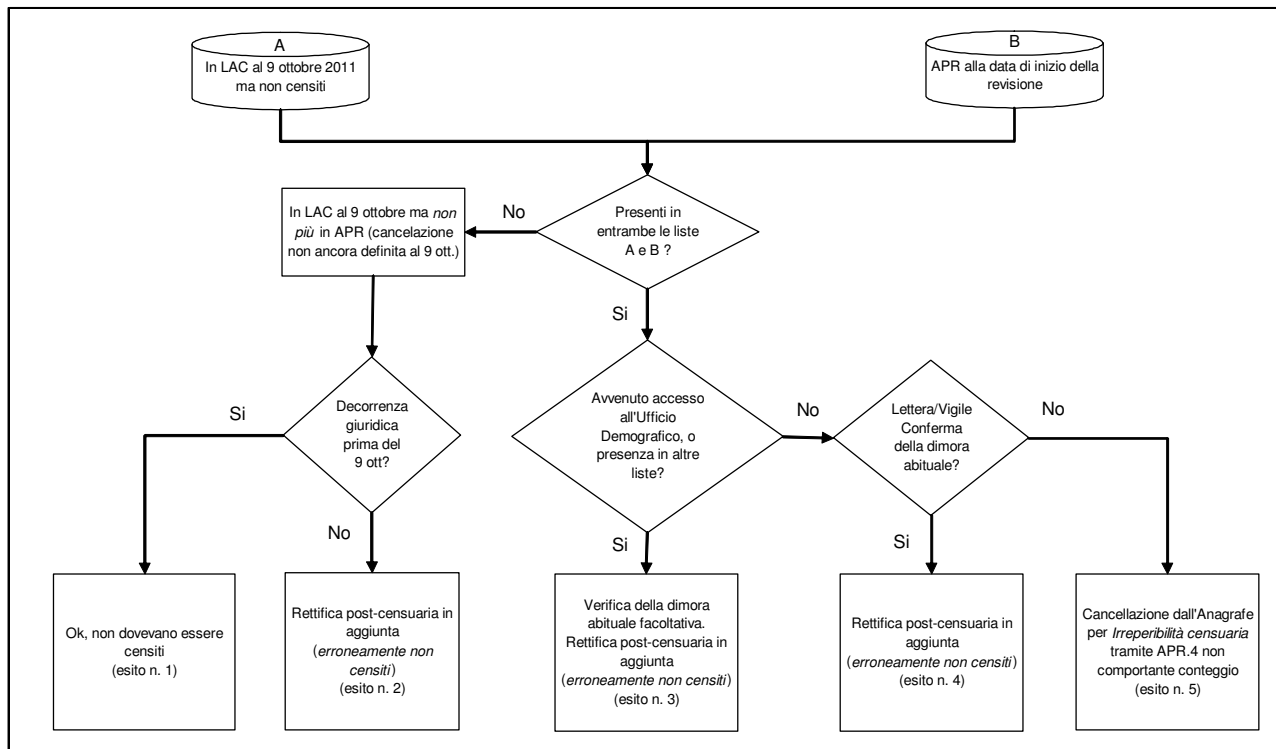 A
In LAC al 9 ottobre 2011
ma non censiti
B
APR alla data di inizio della
revisione
In LAC al 9 ottobre ma non
più in APR (cancelazione
non ancora definita al 9 ott.)
No
Presenti in
entrambe le liste
A e B ?
Si
Si
Decorrenza
giuridica
prima del
9 ott?
No
Avvenuto accesso
all'Ufficio
Demografico, o
presenza in altre
liste?
No
Si
Lettera/Vigile
Conferma
della dimora
abituale?
No
Si
Ok, non dovevano essere
censiti
(esito n. 1)
Rettifica post-censuaria in
aggiunta
(erroneamente non
censiti)
(esito n. 2)
Verifica della dimora
abituale facoltativa.
Rettifica post-censuaria in
aggiunta
(erroneamente non censiti)
(esito n. 3)
Rettifica post-censuaria in
aggiunta
(erroneamente non censiti)
(esito n. 4)
Cancellazione dall'Anagrafe
per Irreperibilità censuaria
tramite APR.4 non
comportante conteggio
(esito n. 5)